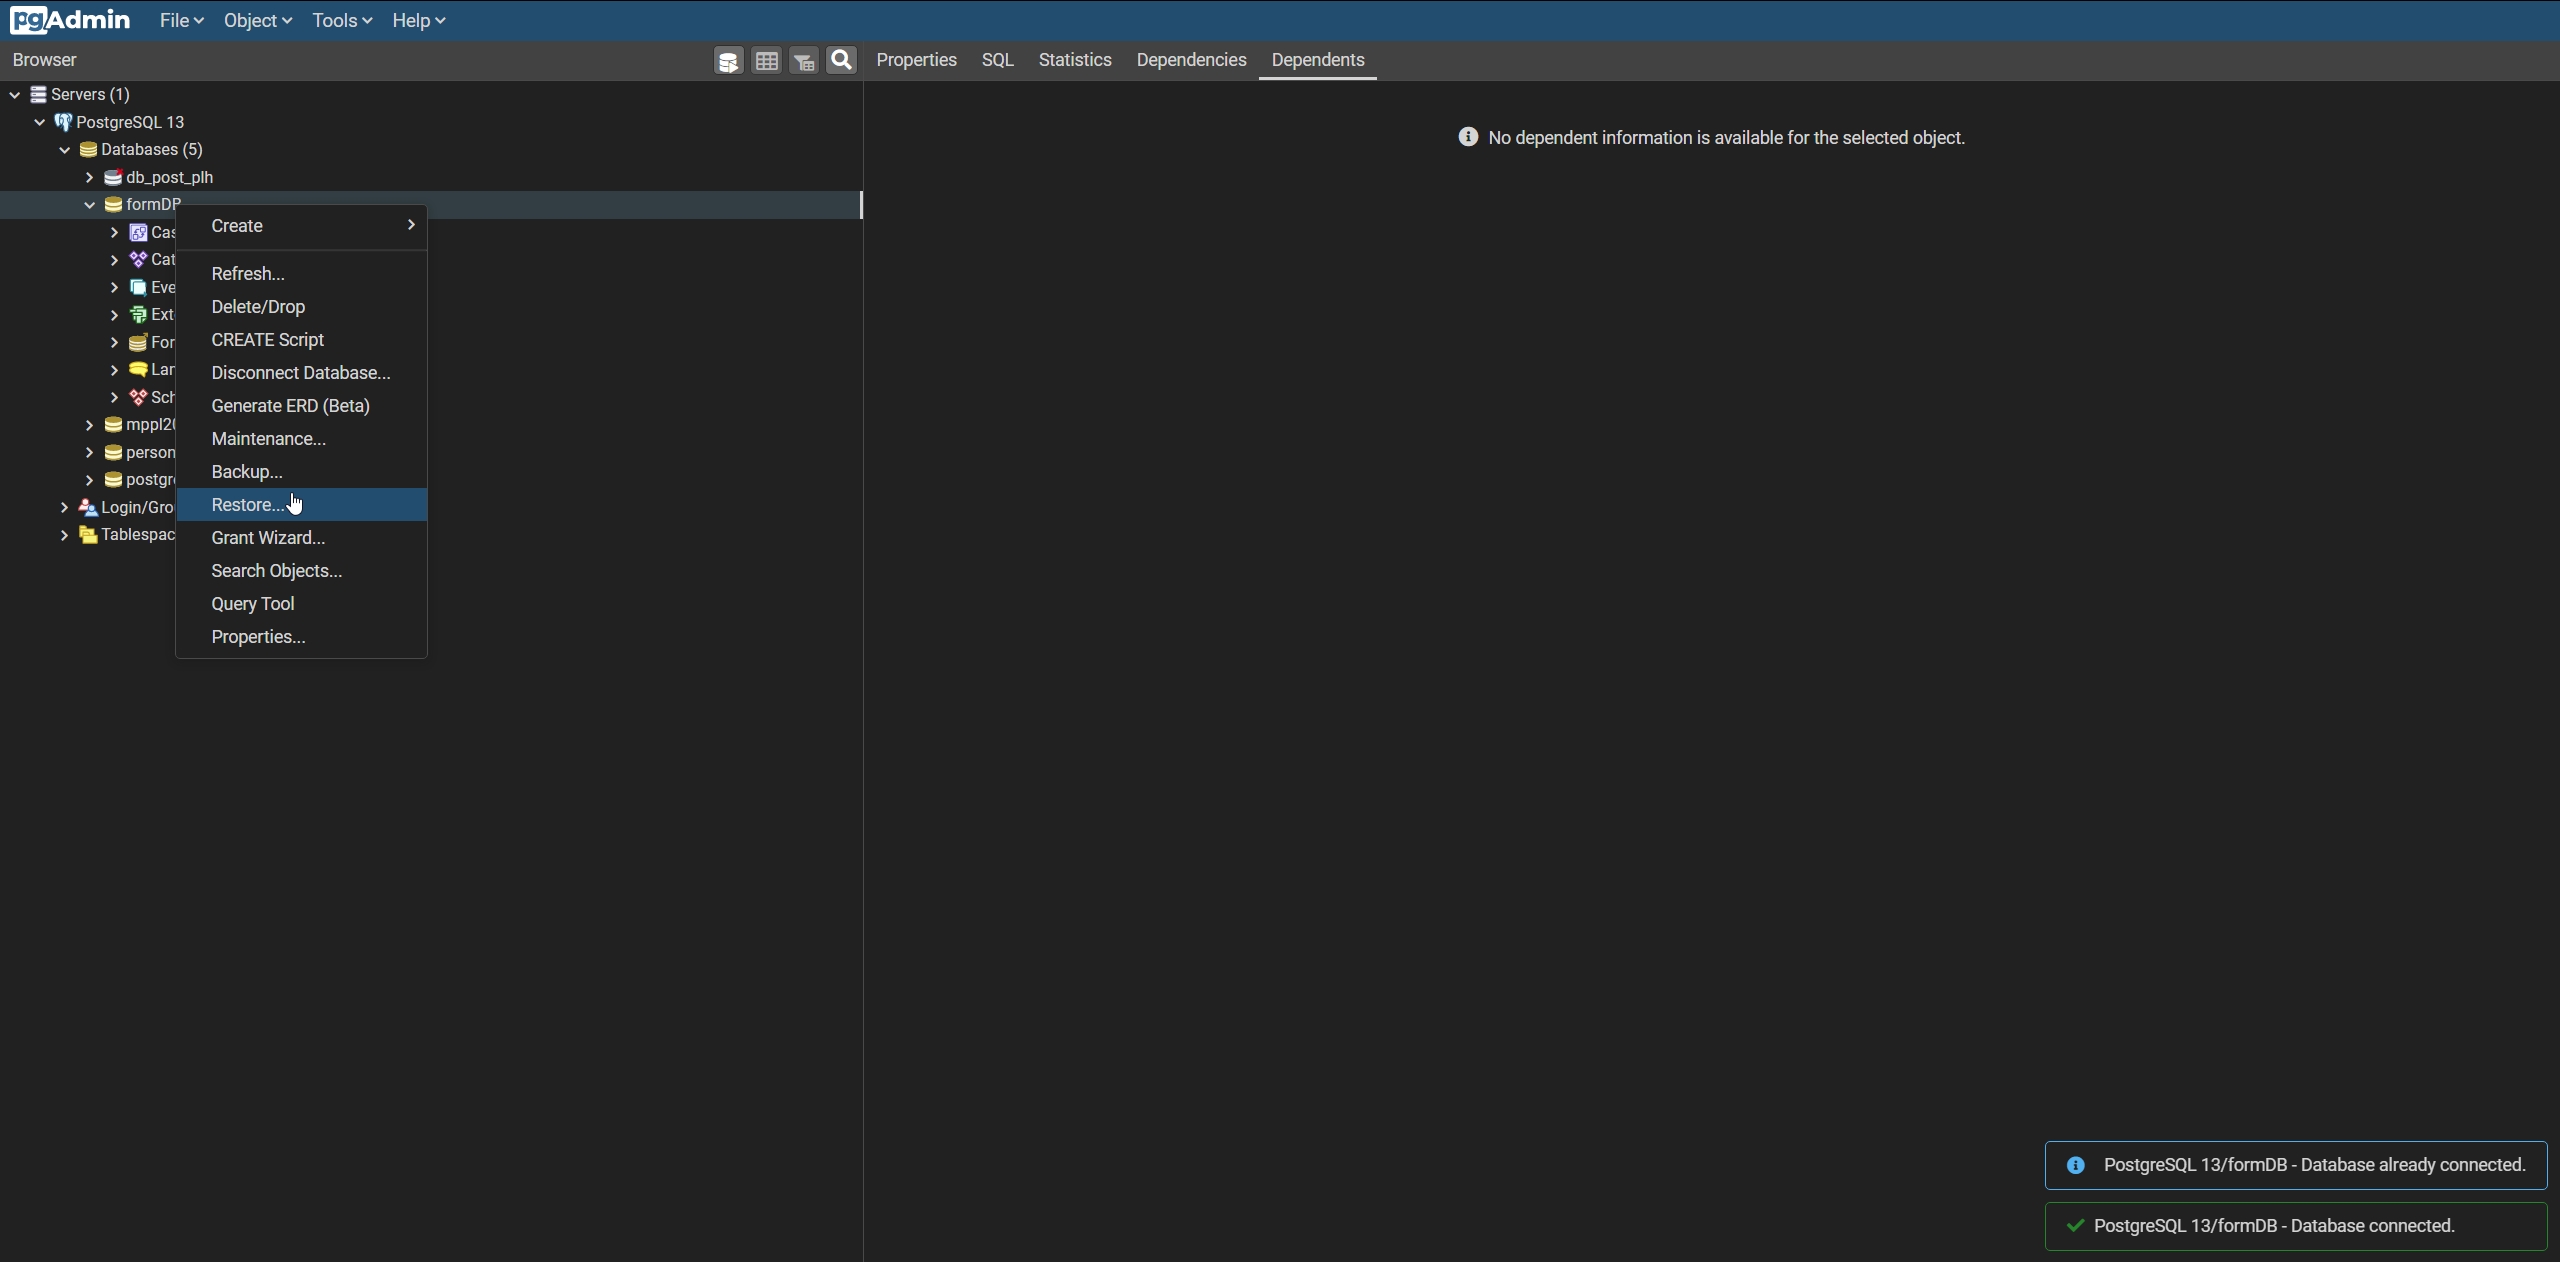 pgAdmin File Object Tools Help
Browser
Properties SQL Statistics Dependencies Dependents
Servers (1)
PostgreSQL 13
Databases (5)
db_post_plh
formDB
Cas
Cat
Eve
Ext
For
Lan
Sch
mppl20
person
postgre
Login/Gro
Tablespac
Create
Refresh...
Delete/Drop
CREATE Script
Disconnect Database...
Generate ERD (Beta)
Maintenance...
Backup...
Restore...
Grant Wizard...
Search Objects...
Query Tool
Properties...
No dependent information is available for the selected object.
PostgreSQL 13/formDB - Database already connected.
PostgreSQL 13/formDB - Database connected.